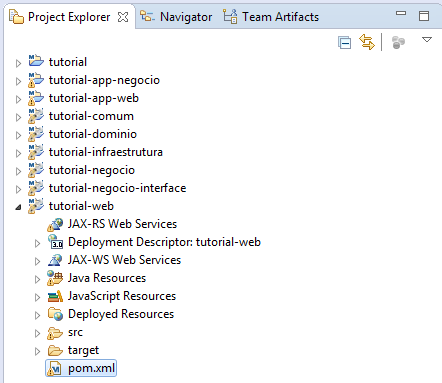 Project Explorer Navigator Team Artifacts
tutorial
tutorial-app-negocio
tutorial-app-web
tutorial-comum
tutorial-dominio
tutorial-infraestrutura
tutorial-negocio
tutorial-negocio-interface
tutorial-web
JAX-RS Web Services
3.0 Deployment Descriptor: tutorial-web
JAX-WS Web Services
Java Resources
JavaScript Resources
Deployed Resources
src
target
pom.xml